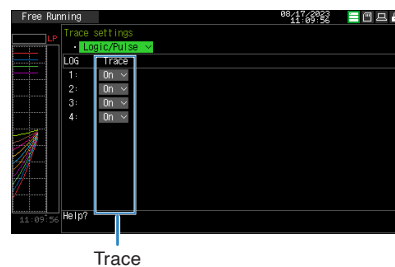 Free Running
08/17/2023
11:09:56
LP
Trace settings
· Logic/Pulse
LOG Trace
1: On
2: On
3: On
4: On
11:09:56
Help?
Trace